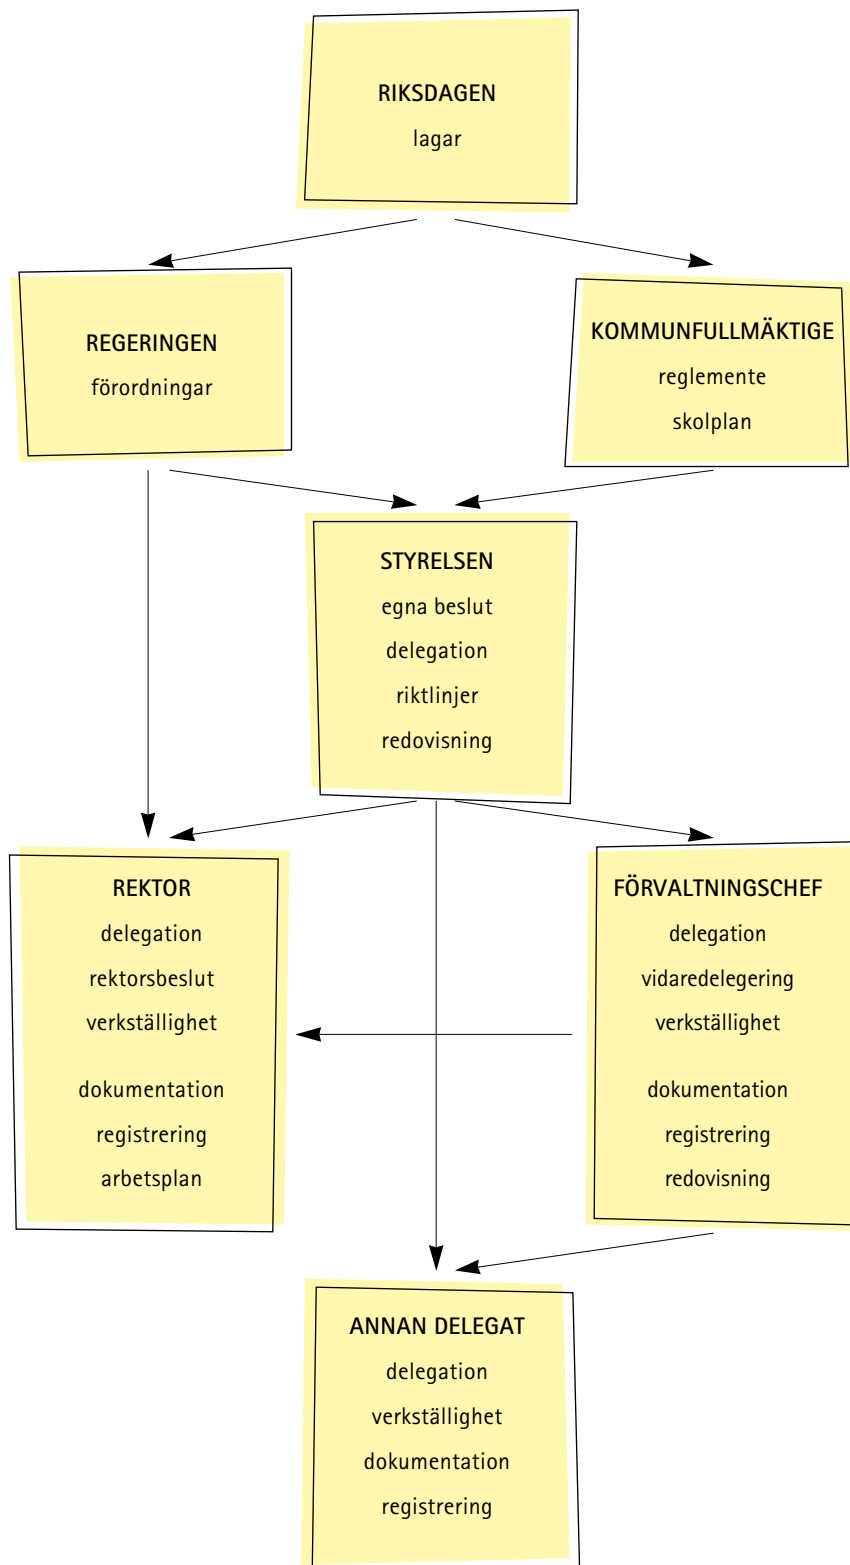 RIKSDAGEN
lagar
REGERINGEN
förordningar
KOMMUNFULLMÄKTIGE
reglemente
skolplan
STYRELSEN
egna beslut
delegation
riktlinjer
redovisning
REKTOR
delegation
rektorsbeslut
verkställighet
dokumentation
registrering
arbetsplan
FÖRVALTNINGSCHEF
delegation
vidaredelegering
verkställighet
dokumentation
registrering
redovisning
ANNAN DELEGAT
delegation
verkställighet
dokumentation
registrering